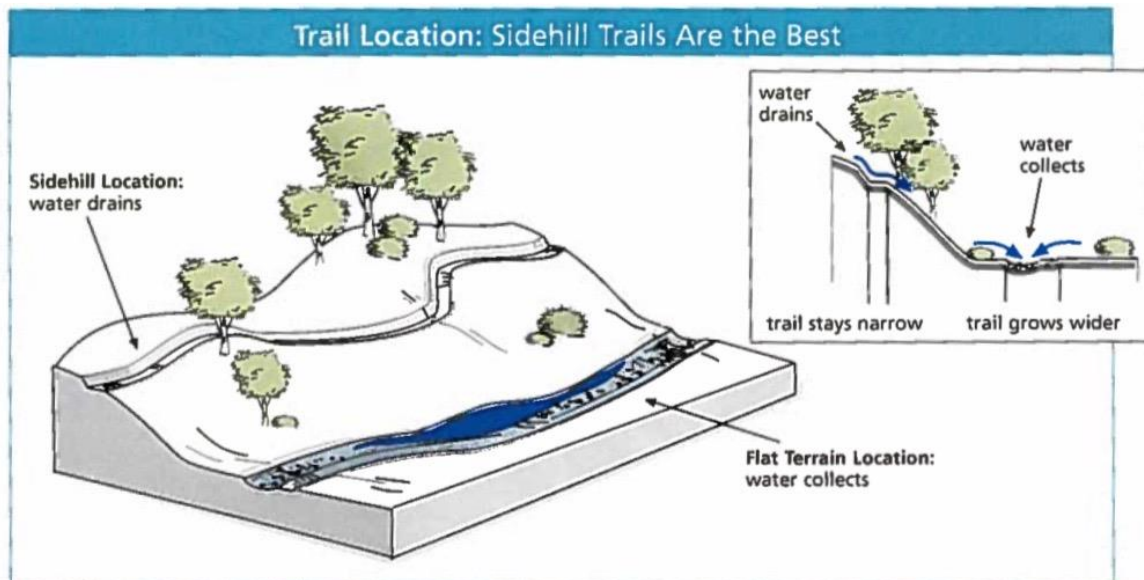 Trail Location: Sidehill Trails Are the Best
water
drains
water
collects
Sidehill Location:
water drains
trail stays narrow
trail grows wider
Flat Terrain Location:
water collects